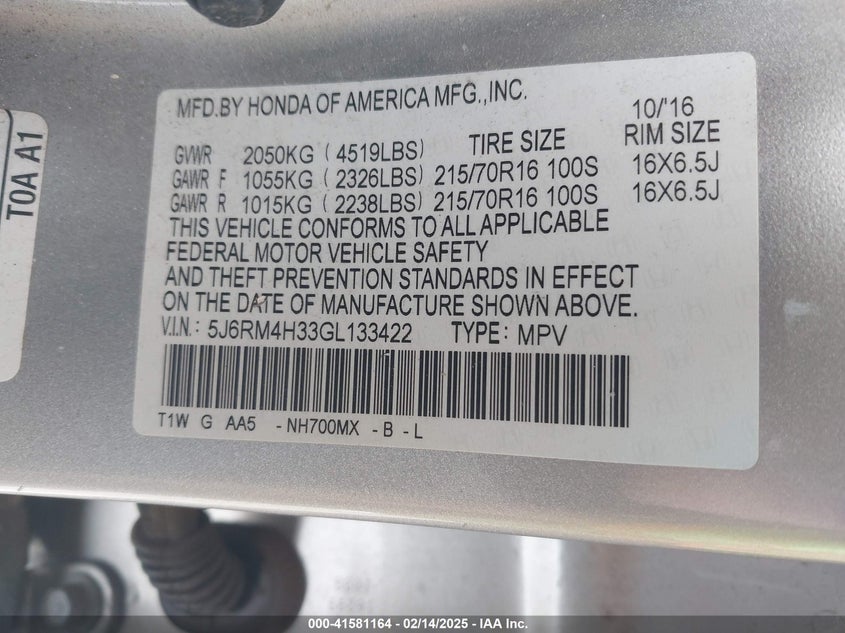 MFD.BY HONDA OF AMERICA MFG.,INC. 10/'16
TIRE SIZE RIM SIZE
GVWR 2050KG ( 4519LBS)
GAWR F 1055KG ( 2326LBS) 215/70R16 100S 16X6.5J
GAWR R 1015KG ( 2238LBS) 215/70R16 100S 16X6.5J
THIS VEHICLE CONFORMS TO ALL APPLICABLE
FEDERAL MOTOR VEHICLE SAFETY
AND THEFT PREVENTION STANDARDS IN EFFECT
ON THE DATE OF MANUFACTURE SHOWN ABOVE.
V.I.N.: 5J6RM4H33GL133422 TYPE: MPV
T1W G AA5 -NH700MX -B -L
T0A A1
000-41581164 - 02/14/2025 - IAA Inc.